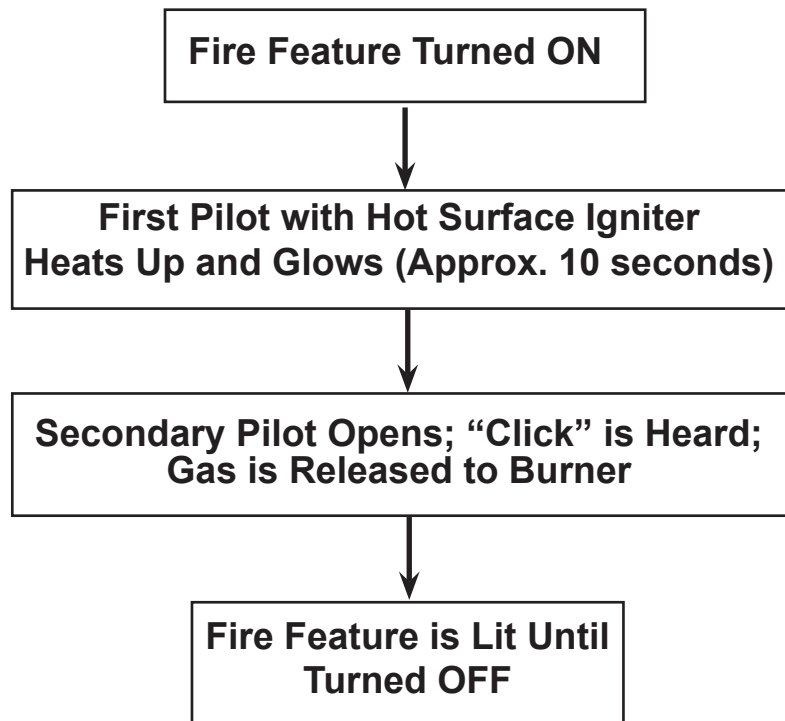 Fire Feature Turned ON
First Pilot with Hot Surface Igniter
Heats Up and Glows (Approx. 10 seconds)
Secondary Pilot Opens; “Click” is Heard;
Gas is Released to Burner
Fire Feature is Lit Until
Turned OFF